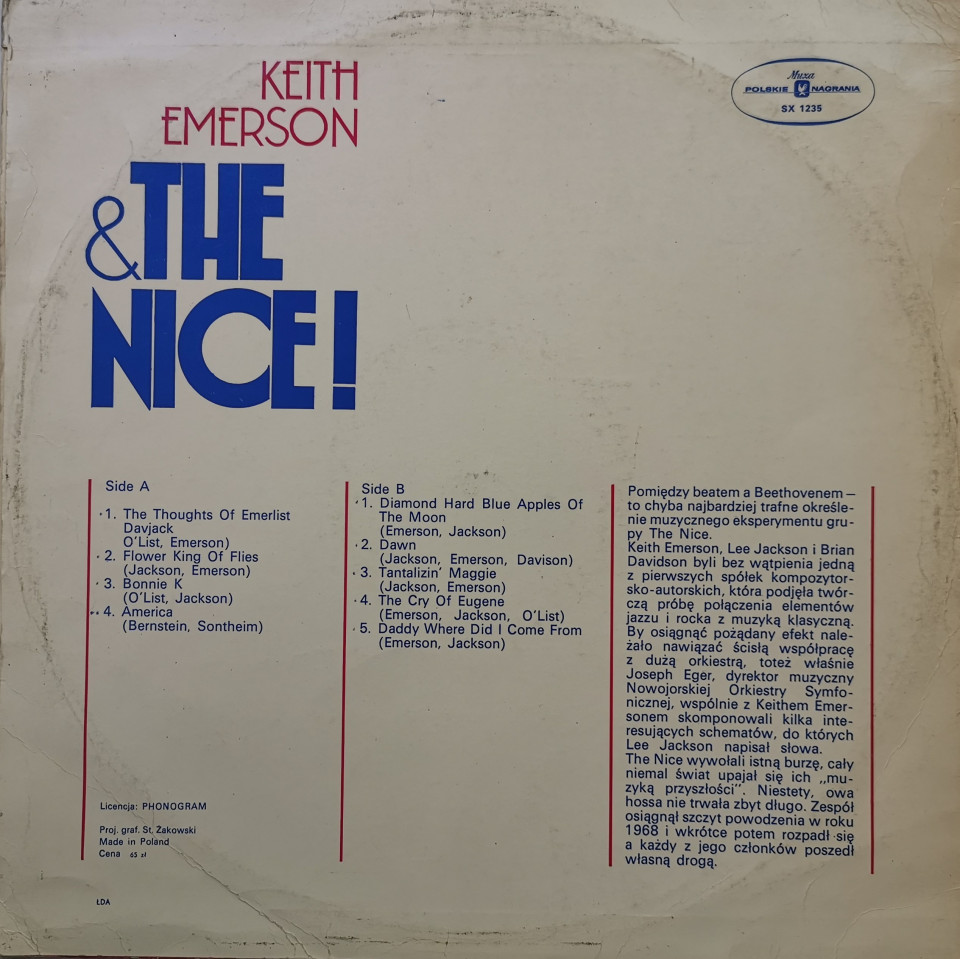 KEITH
EMERSON
& THE
NICE!
Muza
POLSKIE NAGRANIA
SX 1235
Side A
1. The Thoughts Of Emerlist
Davjack
O'List, Emerson)
2. Flower King Of Flies
(Jackson, Emerson)
3. Bonnie K
(O'List, Jackson)
4. America
(Bernstein, Sontheim)
Side B
1. Diamond Hard Blue Apples Of
The Moon
(Emerson, Jackson)
2. Dawn
(Jackson, Emerson, Davison)
3. Tantalizin' Maggie
(Jackson, Emerson)
4. The Cry Of Eugene
(Emerson, Jackson, O'List)
5. Daddy Where Did I Come From
(Emerson, Jackson)
Pomiędzy beatem a Beethovenem —
to chyba najbardziej trafne określe-
nie muzycznego eksperymentu gru-
py The Nice.
Keith Emerson, Lee Jackson i Brian
Davidson byli bez wątpienia jedną
z pierwszych spółek kompozytor-
sko-autorskich, która podjęła twór-
czą próbę połączenia elementów
jazzu i rocka z muzyką klasyczną.
By osiągnąć pożądany efekt nale-
żało nawiązać ścisłą współpracę
z dużą orkiestrą, toteż właśnie
Joseph Eger, dyrektor muzyczny
Nowojorskiej Orkiestry Symfo-
nicznej, wspólnie z Keithem Emer-
sonem skomponowali kilka inte-
resujących schematów, do których
Lee Jackson napisał słowa.
The Nice wywołali istną burzę, cały
niemal świat upajał się ich „mu-
zyką przyszłości". Niestety, owa
hossa nie trwała zbyt długo. Zespół
osiągnął szczyt powodzenia w roku
1968 i wkrótce potem rozpadł się
a każdy z jego członków poszedł
własną drogą.
Licencja: PHONOGRAM
Proj. graf. St. Żakowski
Made in Poland
Cena 65 zł
ŁDA